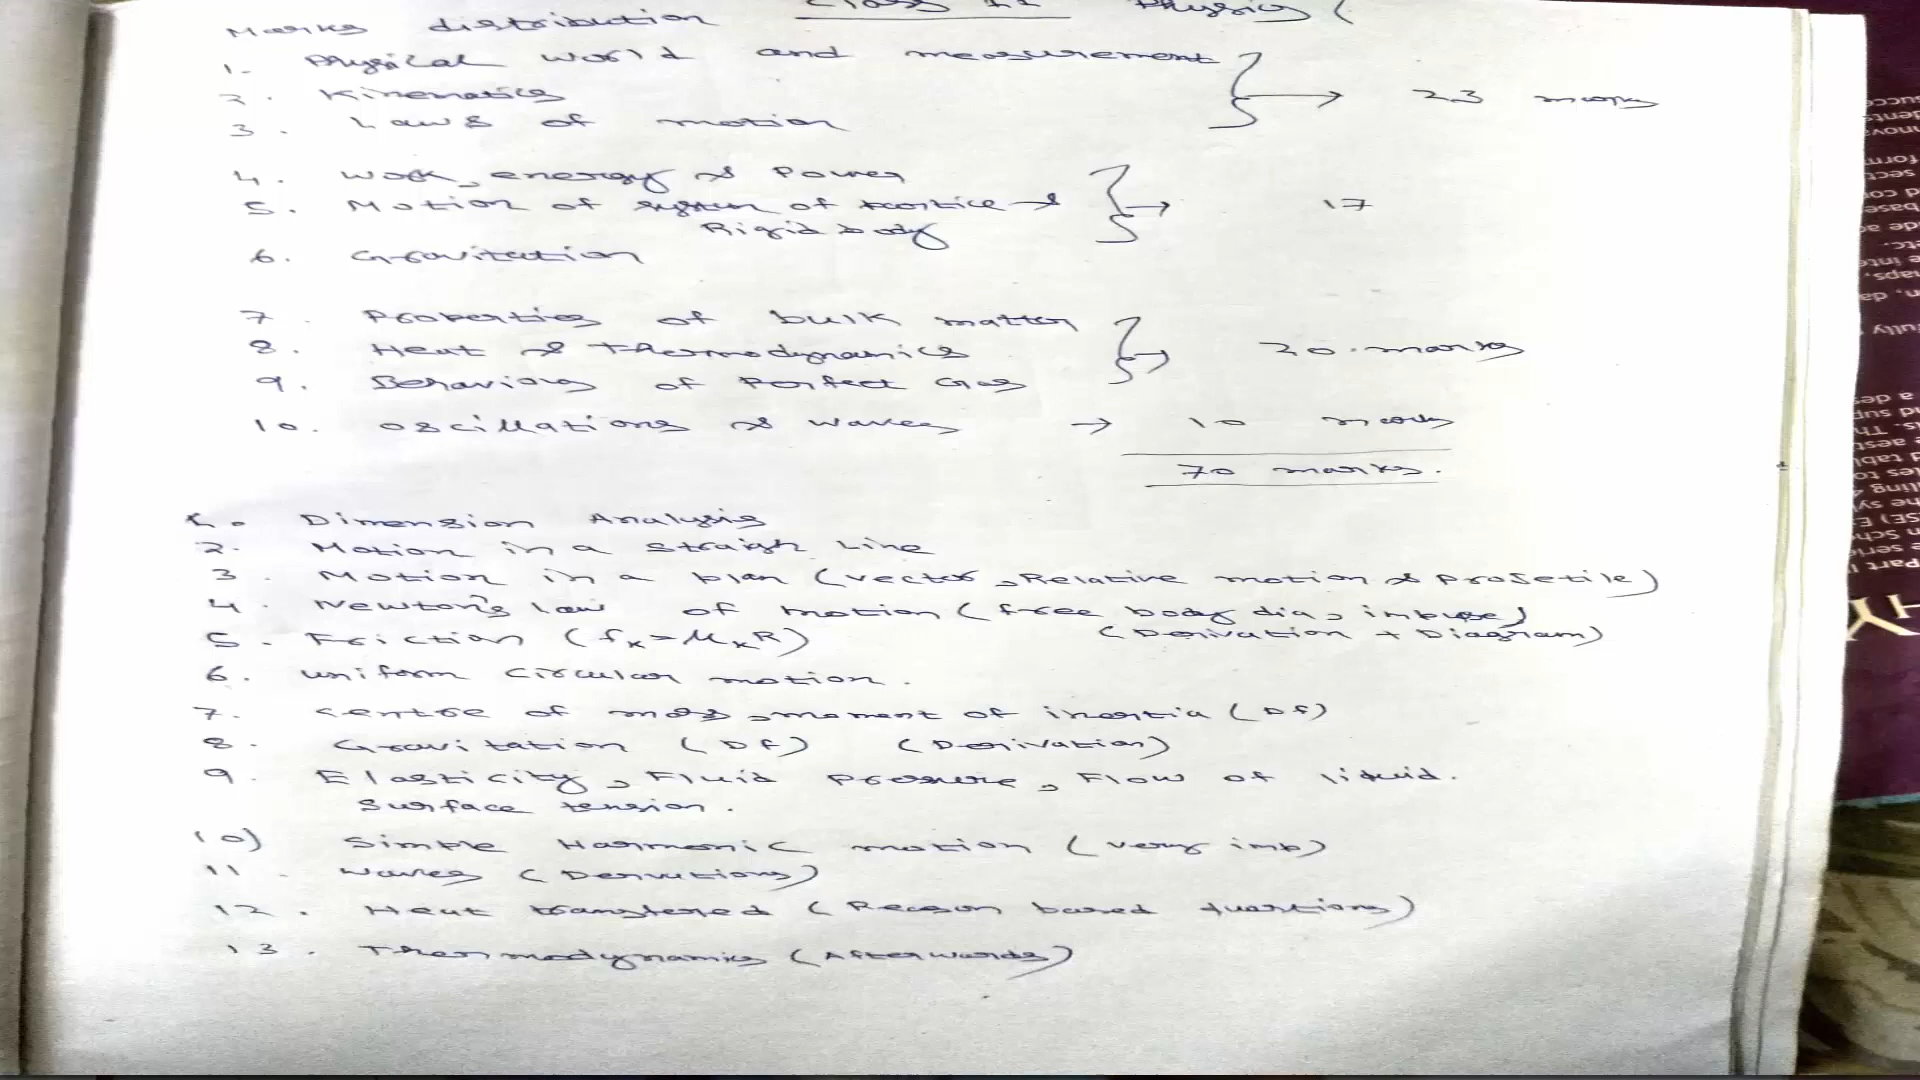 Marks distribution Class 11 Physics (
1. Physical world and measurement
2. Kinematics
3. Laws of motion
→ 23 marks
4. Work, energy & Power
5. Motion of system of particle &
Rigid body
6. Gravitation
→ 17
7. Properties of bulk matter
8. Heat & Thermodynamics
9. Behaviour of Perfect Gas
→ 20 marks
10. Oscillations & waves → 10 marks
70 marks.
1. Dimension Analysis
2. Motion in a straigh Line
3. Motion in a plan (vector, Relative motion & Projetile)
4. Newton's law of motion (free body dia,
5. Friction (fk = MkR) (Derivation + Diagram)
6. uniform circular motion.
7. Centre of mass, moment of inertia (Df)
8. Gravitation (Df) (Derivation)
9. Elasticity, Fluid Pressure, Flow of liquid.
Surface tension.
10) Simple Harmonic motion (very imp)
11. waves (Derivations)
12. Heat (Reason based questions)
13. Thermodynamics (Afterwards)